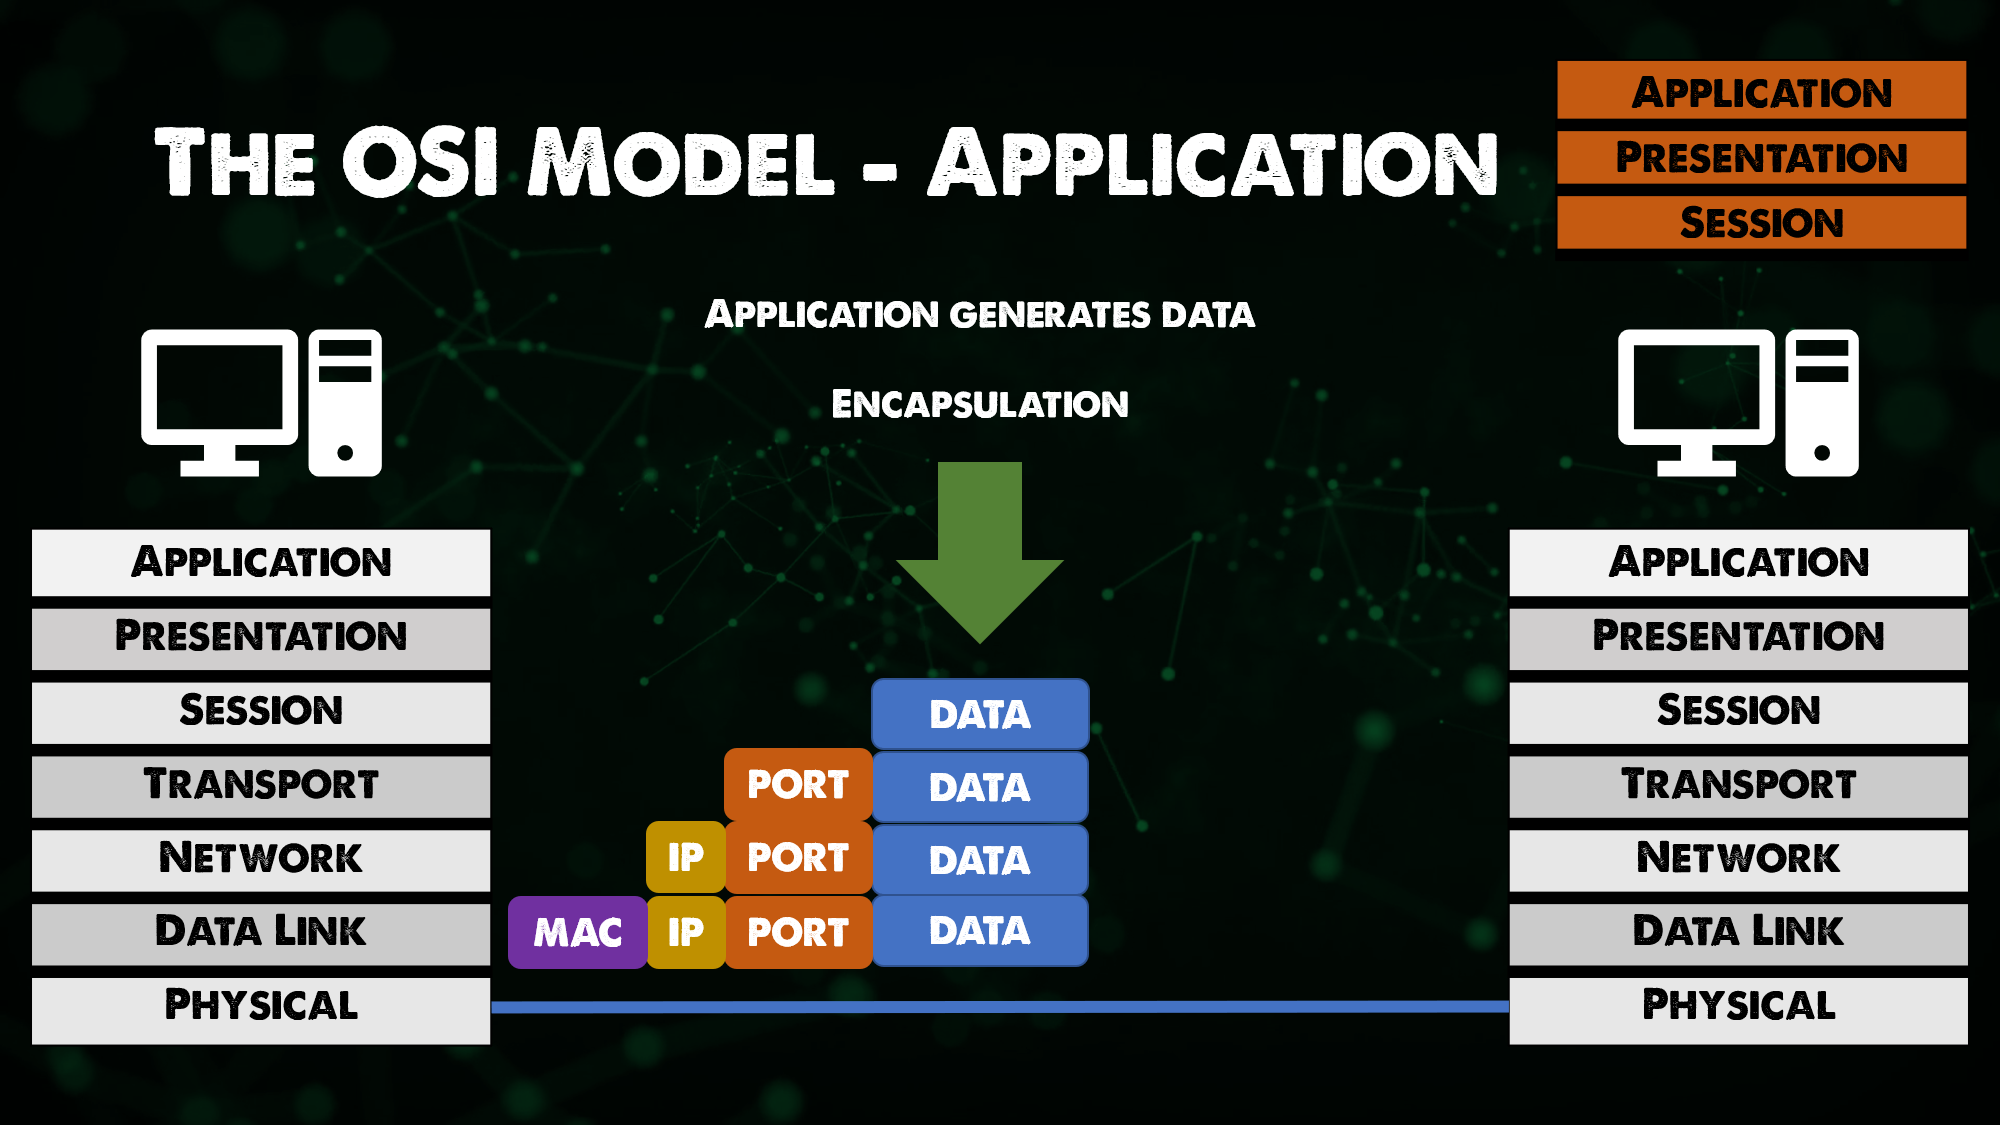 The OSI Model - Application
Application
Presentation
Session
Application generates data
Encapsulation
Application
Presentation
Session
Transport
Network
Data Link
Physical
DATA
PORT DATA
IP PORT DATA
MAC IP PORT DATA
Application
Presentation
Session
Transport
Network
Data Link
Physical